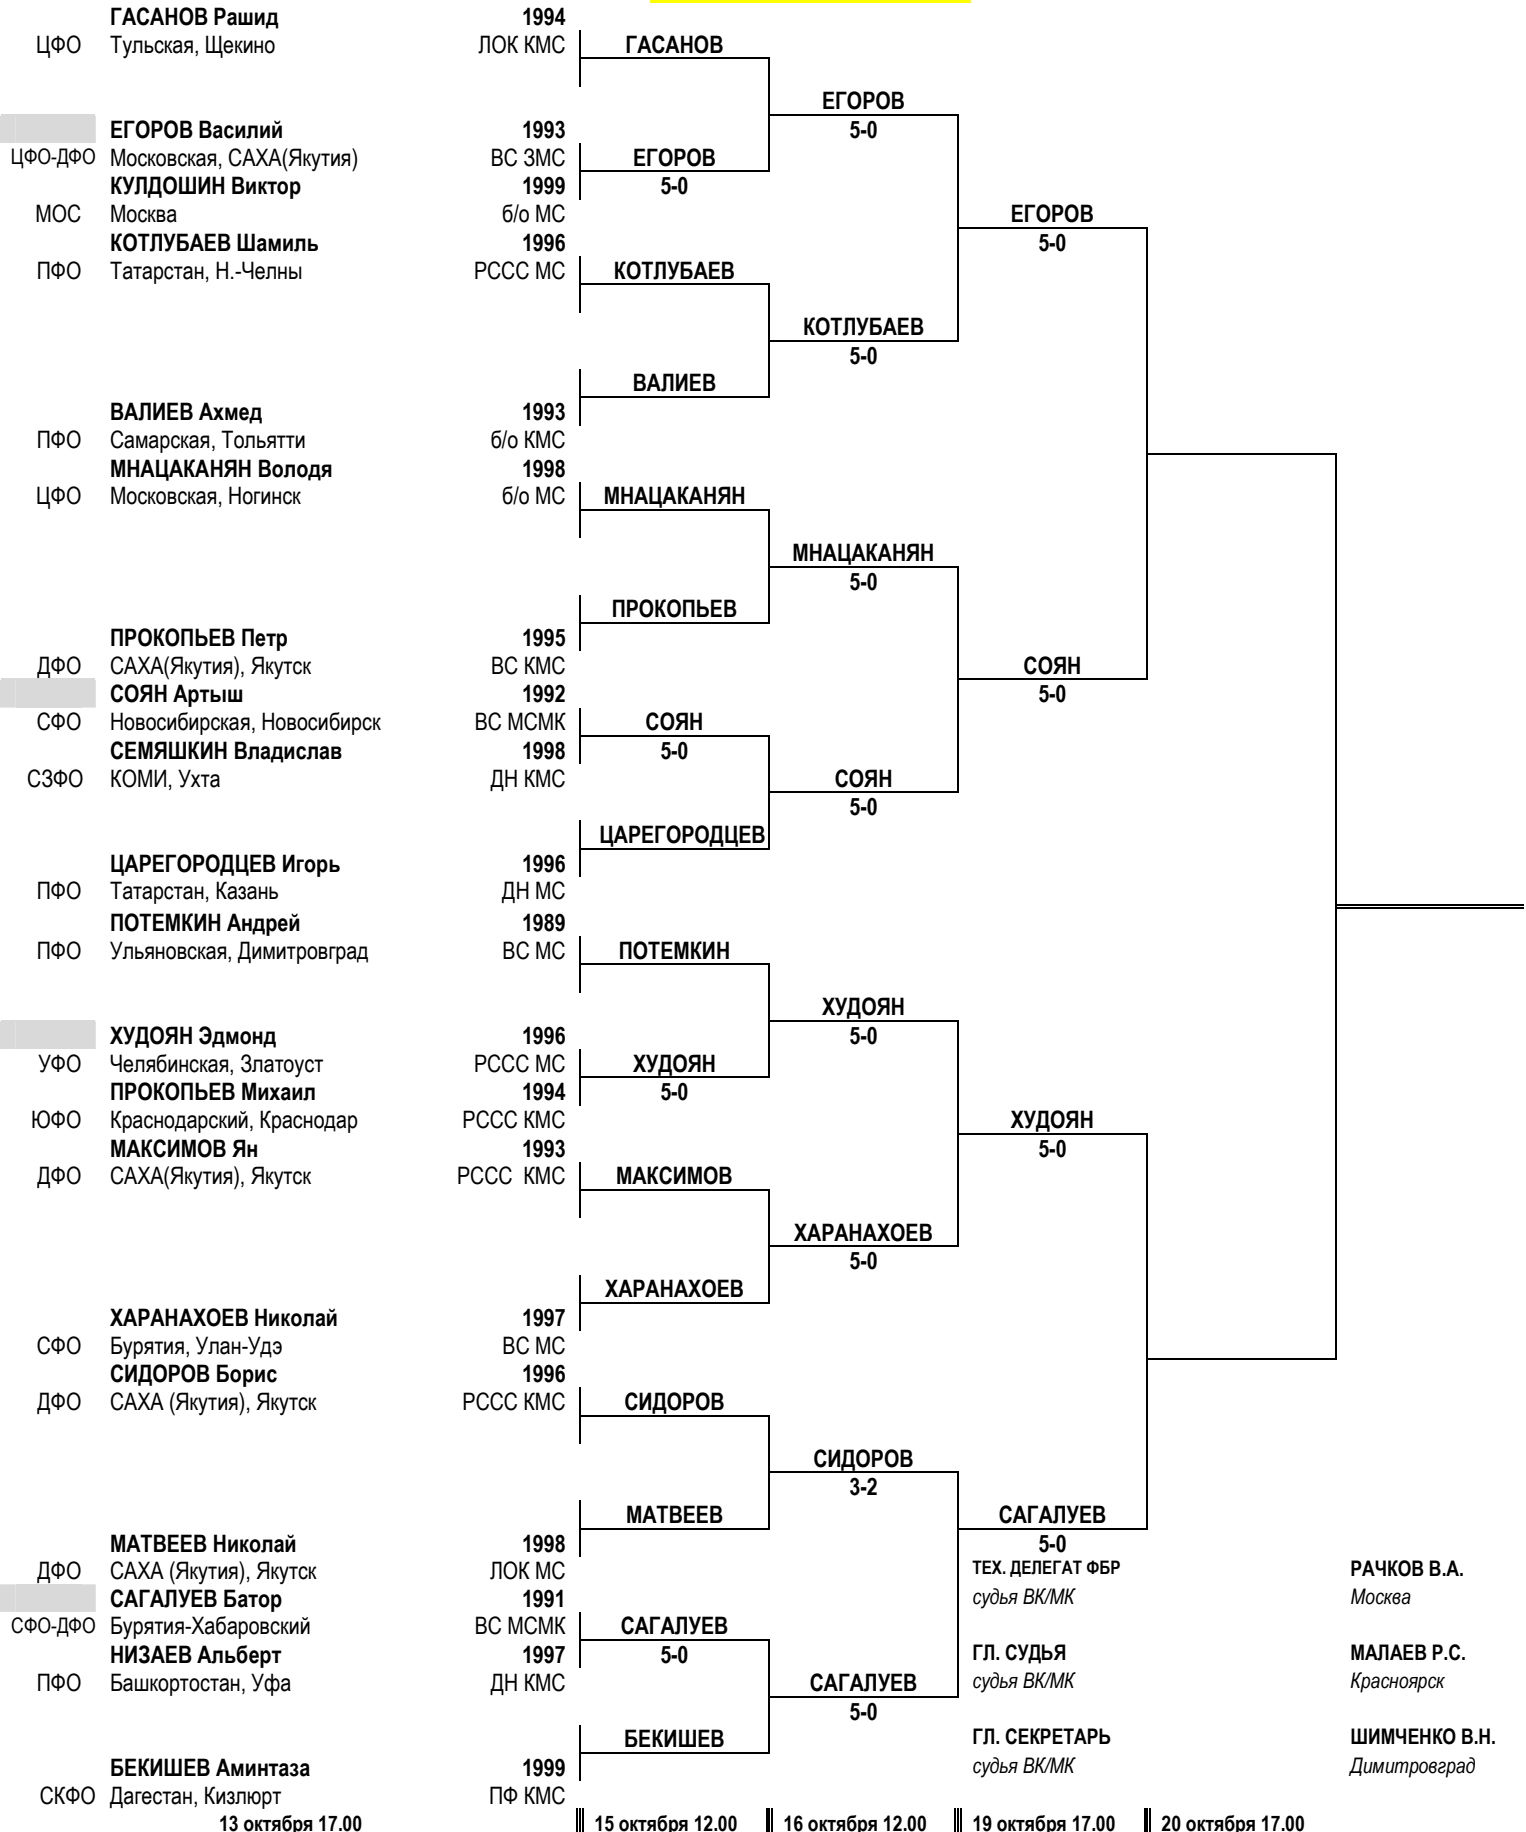 ГАСАНОВ Рашид 1994
ЦФО Тульская, Щекино ЛОК КМС ГАСАНОВ
ЕГОРОВ
ЕГОРОВ Василий 1993 5-0
ЦФО-ДФО Московская, САХА(Якутия) ВС ЗМС ЕГОРОВ
КУЛДОШИН Виктор 1999 5-0
МОС Москва б/о МС ЕГОРОВ
КОТЛУБАЕВ Шамиль 1996 5-0
ПФО Татарстан, Н.-Челны РССС МС КОТЛУБАЕВ
КОТЛУБАЕВ
5-0
ВАЛИЕВ
ВАЛИЕВ Ахмед 1993
ПФО Самарская, Тольятти б/о КМС
МНАЦАКАНЯН Володя 1998
ЦФО Московская, Ногинск б/о МС МНАЦАКАНЯН
МНАЦАКАНЯН
5-0
ПРОКОПЬЕВ
ПРОКОПЬЕВ Петр 1995
ДФО САХА(Якутия), Якутск ВС КМС СОЯН
СОЯН Артыш 1992 5-0
СФО Новосибирская, Новосибирск ВС МСМК СОЯН
СЕМЯШКИН Владислав 1998 5-0
СЗФО КОМИ, Ухта ДН КМС СОЯН
5-0
ЦАРЕГОРОДЦЕВ
ЦАРЕГОРОДЦЕВ Игорь 1996
ПФО Татарстан, Казань ДН МС
ПОТЕМКИН Андрей 1989
ПФО Ульяновская, Димитровград ВС МС ПОТЕМКИН
ХУДОЯН
ХУДОЯН Эдмонд 1996 5-0
УФО Челябинская, Златоуст РССС МС ХУДОЯН
ПРОКОПЬЕВ Михаил 1994 5-0
ЮФО Краснодарский, Краснодар РССС КМС ХУДОЯН
МАКСИМОВ Ян 1993 5-0
ДФО САХА(Якутия), Якутск РССС КМС МАКСИМОВ
ХАРАНАХОЕВ
5-0
ХАРАНАХОЕВ
ХАРАНАХОЕВ Николай 1997
СФО Бурятия, Улан-Удэ ВС МС
СИДОРОВ Борис 1996
ДФО САХА (Якутия), Якутск РССС КМС СИДОРОВ
СИДОРОВ
3-2
МАТВЕЕВ САГАЛУЕВ
МАТВЕЕВ Николай 1998 5-0
ДФО САХА (Якутия), Якутск ЛОК МС ТЕХ. ДЕЛЕГАТ ФБР РАЧКОВ В.А.
САГАЛУЕВ Батор 1991 судья ВК/МК Москва
СФО-ДФО Бурятия-Хабаровский ВС МСМК САГАЛУЕВ
НИЗАЕВ Альберт 1997 5-0 ГЛ. СУДЬЯ МАЛАЕВ Р.С.
ПФО Башкортостан, Уфа ДН КМС САГАЛУЕВ судья ВК/МК Красноярск
5-0
БЕКИШЕВ ГЛ. СЕКРЕТАРЬ ШИМЧЕНКО В.Н.
БЕКИШЕВ Аминтаза 1999 судья ВК/МК Димитровград
СКФО Дагестан, Кизлюрт ПФ КМС
13 октября 17.00 15 октября 12.00 16 октября 12.00 19 октября 17.00 20 октября 17.00